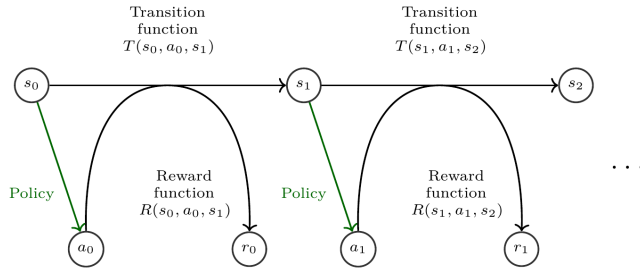 Transition
function
T(s₀, a₀, s₁)
Transition
function
T(s₁, a₁, s₂)
s₀
s₁
s₂
Policy
Reward
function
R(s₀, a₀, s₁)
Policy
Reward
function
R(s₁, a₁, s₂)
. . .
a₀
r₀
a₁
r₁